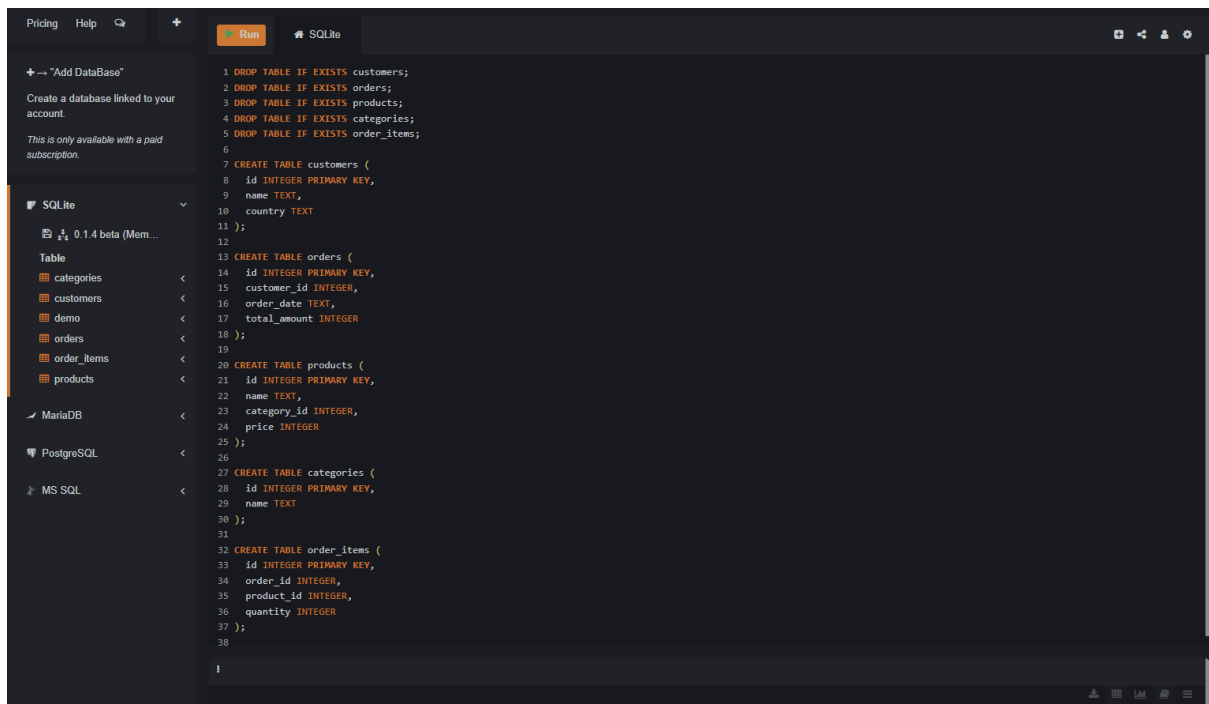 Pricing Help
Run
SQLite
+ → "Add DataBase"
Create a database linked to your
account.
This is only available with a paid
subscription.
SQLite
0.1.4 beta (Mem...
Table
categories
customers
demo
orders
order_items
products
MariaDB
PostgreSQL
MS SQL
1 DROP TABLE IF EXISTS customers;
2 DROP TABLE IF EXISTS orders;
3 DROP TABLE IF EXISTS products;
4 DROP TABLE IF EXISTS categories;
5 DROP TABLE IF EXISTS order_items;
6
7 CREATE TABLE customers (
8 id INTEGER PRIMARY KEY,
9 name TEXT,
10 country TEXT
11 );
12
13 CREATE TABLE orders (
14 id INTEGER PRIMARY KEY,
15 customer_id INTEGER,
16 order_date TEXT,
17 total_amount INTEGER
18 );
19
20 CREATE TABLE products (
21 id INTEGER PRIMARY KEY,
22 name TEXT,
23 category_id INTEGER,
24 price INTEGER
25 );
26
27 CREATE TABLE categories (
28 id INTEGER PRIMARY KEY,
29 name TEXT
30 );
31
32 CREATE TABLE order_items (
33 id INTEGER PRIMARY KEY,
34 order_id INTEGER,
35 product_id INTEGER,
36 quantity INTEGER
37 );
38
!